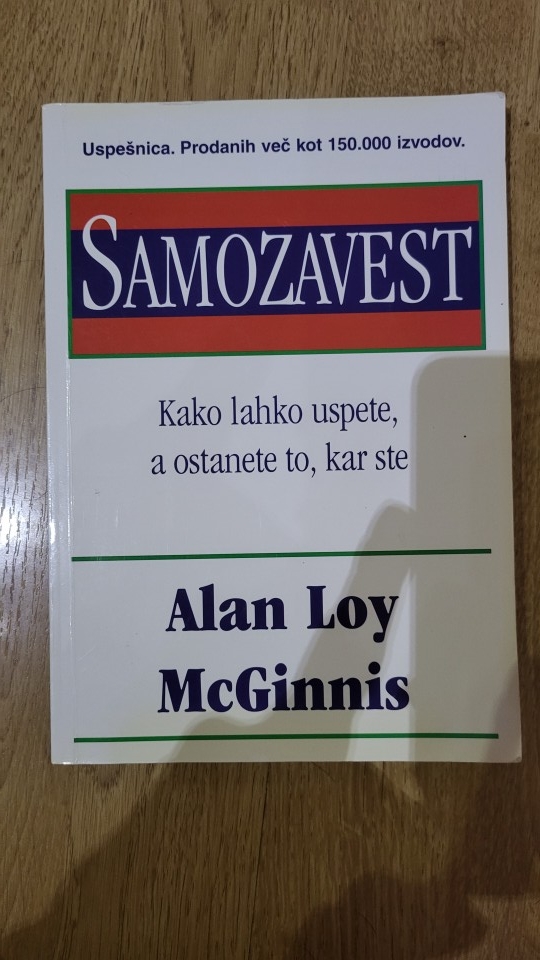 Uspešnica. Prodanih več kot 150.000 izvodov.
SAMOZAVEST
Kako lahko uspete,
a ostanete to, kar ste
Alan Loy
McGinnis